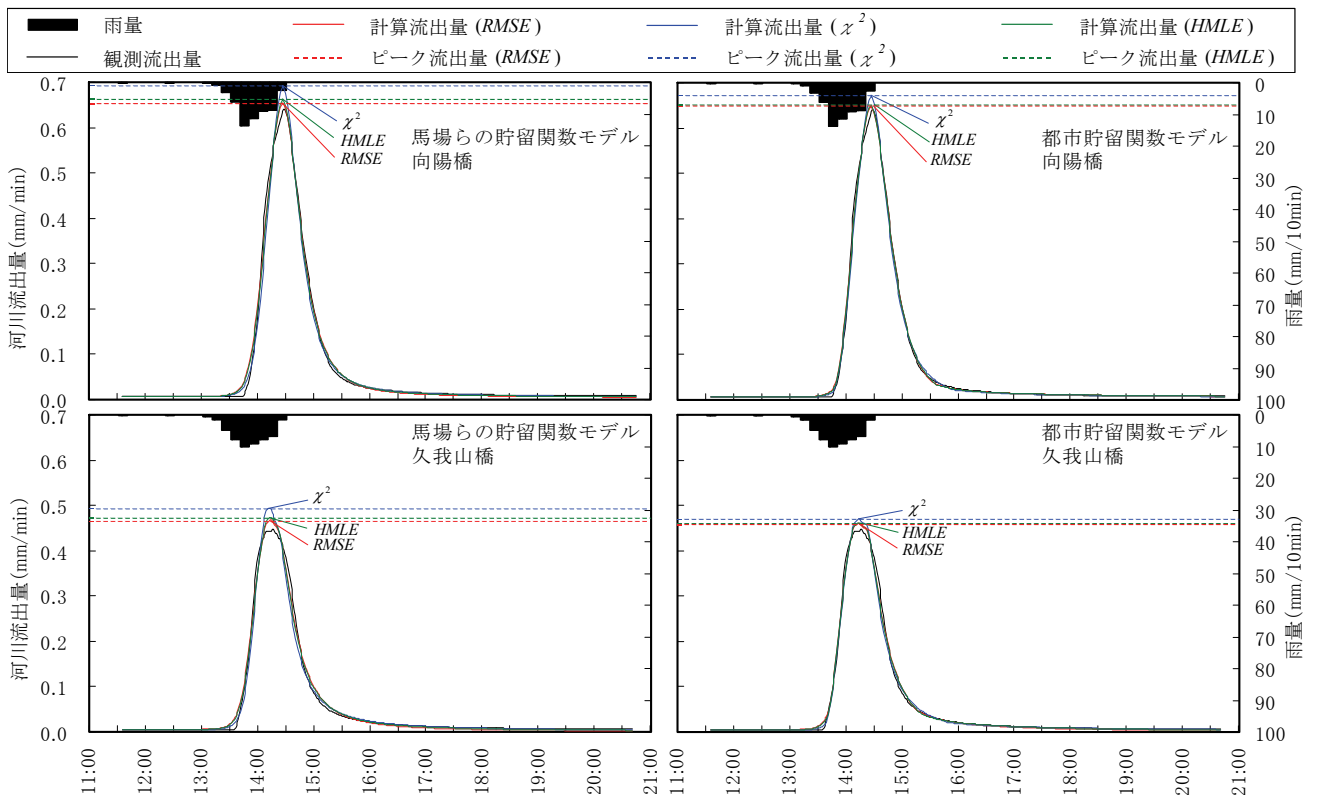 雨量
計算流出量 (RMSE)
計算流出量 (χ²)
計算流出量 (HMLE)
観測流出量
ピーク流出量 (RMSE)
ピーク流出量 (χ²)
ピーク流出量 (HMLE)
河川流出量(mm/min)
0.7
0.6
0.5
0.4
0.3
0.2
0.1
0.0
χ²
HMLE
RMSE
馬場らの貯留関数モデル
向陽橋
χ²
HMLE
RMSE
都市貯留関数モデル
向陽橋
0
10
20
30
40
50
60
70
80
90
100
雨量(mm/10min)
河川流出量(mm/min)
0.7
0.6
0.5
0.4
0.3
0.2
0.1
0.0
馬場らの貯留関数モデル
久我山橋
χ²
HMLE
RMSE
都市貯留関数モデル
久我山橋
χ²
HMLE
RMSE
0
10
20
30
40
50
60
70
80
90
100
雨量(mm/10min)
11:00
12:00
13:00
14:00
15:00
16:00
17:00
18:00
19:00
20:00
21:00
11:00
12:00
13:00
14:00
15:00
16:00
17:00
18:00
19:00
20:00
21:00